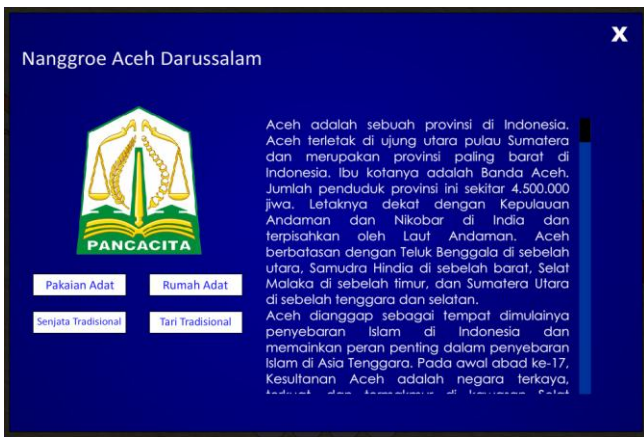 X
Nanggroe Aceh Darussalam
PANCACITA
Pakaian Adat
Rumah Adat
Senjata Tradisional
Tari Tradisional
Aceh adalah sebuah provinsi di Indonesia.
Aceh terletak di ujung utara pulau Sumatera
dan merupakan provinsi paling barat di
Indonesia. Ibu kotanya adalah Banda Aceh.
Jumlah penduduk provinsi ini sekitar 4.500.000
jiwa. Letaknya dekat dengan Kepulauan
Andaman dan Nikobar di India dan
terpisahkan oleh Laut Andaman. Aceh
berbatasan dengan Teluk Benggala di sebelah
utara, Samudra Hindia di sebelah barat, Selat
Malaka di sebelah timur, dan Sumatera Utara
di sebelah tenggara dan selatan.
Aceh dianggap sebagai tempat dimulainya
penyebaran Islam di Indonesia dan
memainkan peran penting dalam penyebaran
Islam di Asia Tenggara. Pada awal abad ke-17,
Kesultanan Aceh adalah negara terkaya,
terkuat, dan termakmur di kawasan Selat